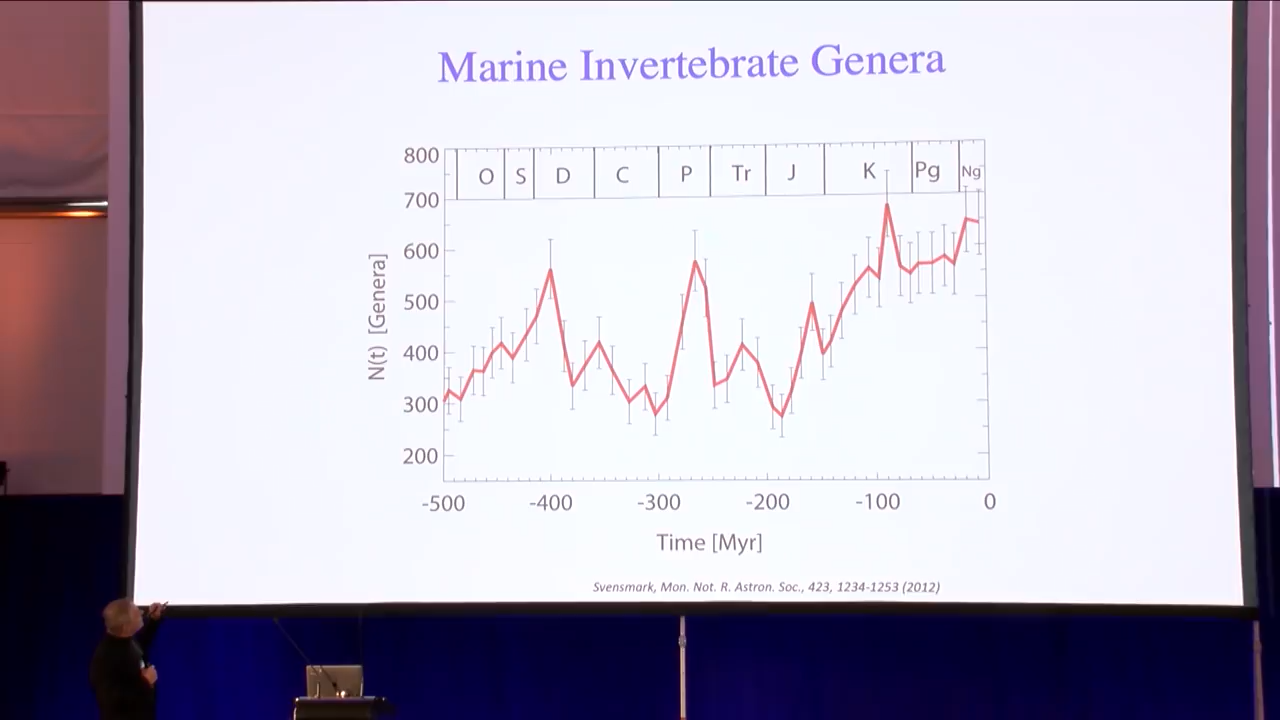 Marine Invertebrate Genera
800
O S D C P Tr J K Pg Ng
700
600
500
400
300
200
N(t) [Genera]
-500 -400 -300 -200 -100 0
Time [Myr]
Svensmark, Mon. Not. R. Astron. Soc., 423, 1234-1253 (2012)